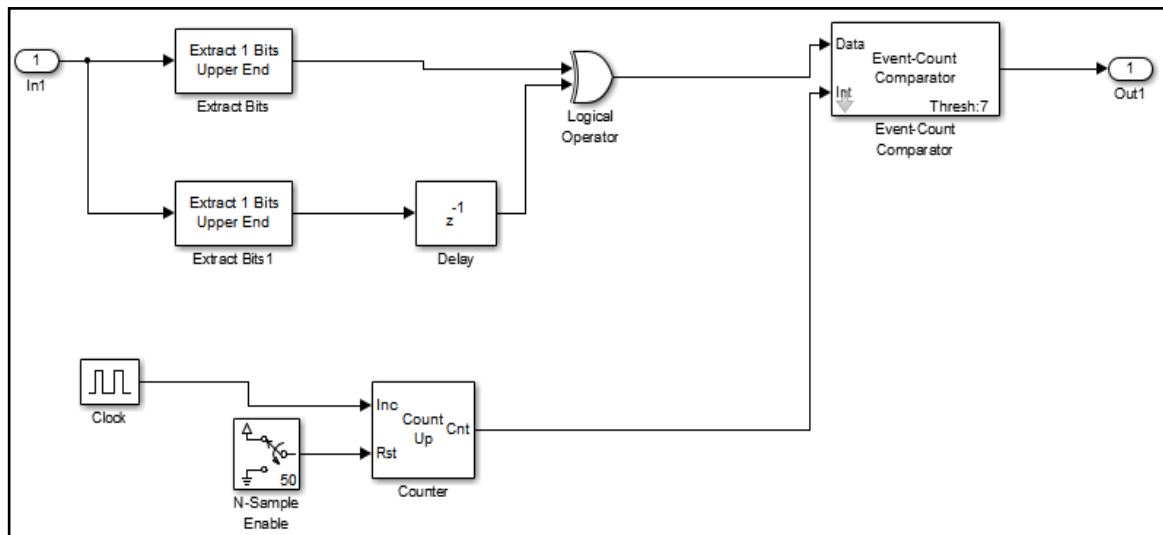 1
In1
Extract 1 Bits
Upper End
Extract Bits
Logical
Operator
Data
Int
Event-Count
Comparator
Thresh:7
Event-Count
Comparator
1
Out1
Extract 1 Bits
Upper End
Extract Bits1
z-1
Delay
Clock
50
N-Sample
Enable
Inc
Rst
Count
Up
Cnt
Counter